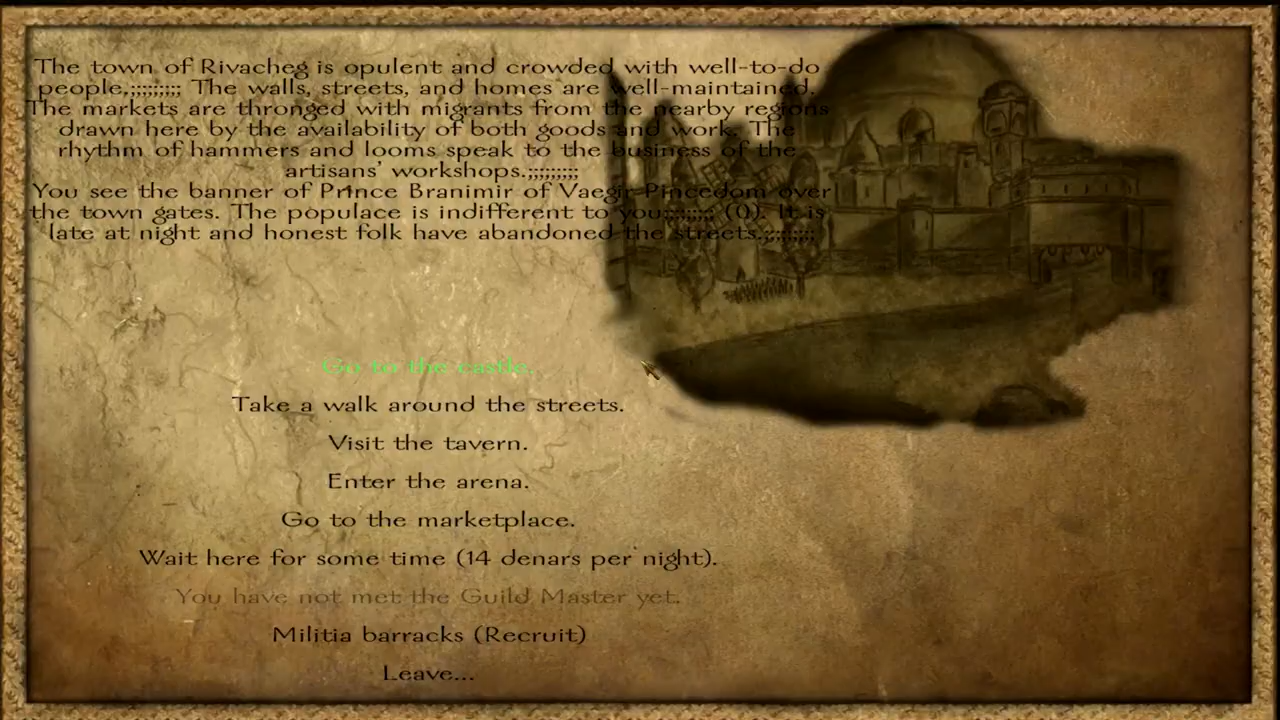 The town of Rivacheg is opulent and crowded with well-to-do
people,;;;;;;;;; The walls, streets, and homes are well-maintained.
The markets are thronged with migrants from the nearby regions
drawn here by the availability of both goods and work. The
rhythm of hammers and looms speak to the business of the
artisans' workshops.;;;;;;;;;
You see the banner of Prince Branimir of Vaegir Pincedom over
the town gates. The populace is indifferent to you;;;;;;;; (0). It is
late at night and honest folk have abandoned the streets.;;;;;;;;;
Go to the castle.
Take a walk around the streets.
Visit the tavern.
Enter the arena.
Go to the marketplace.
Wait here for some time (14 denars per night).
You have not met the Guild Master yet.
Militia barracks (Recruit)
Leave...